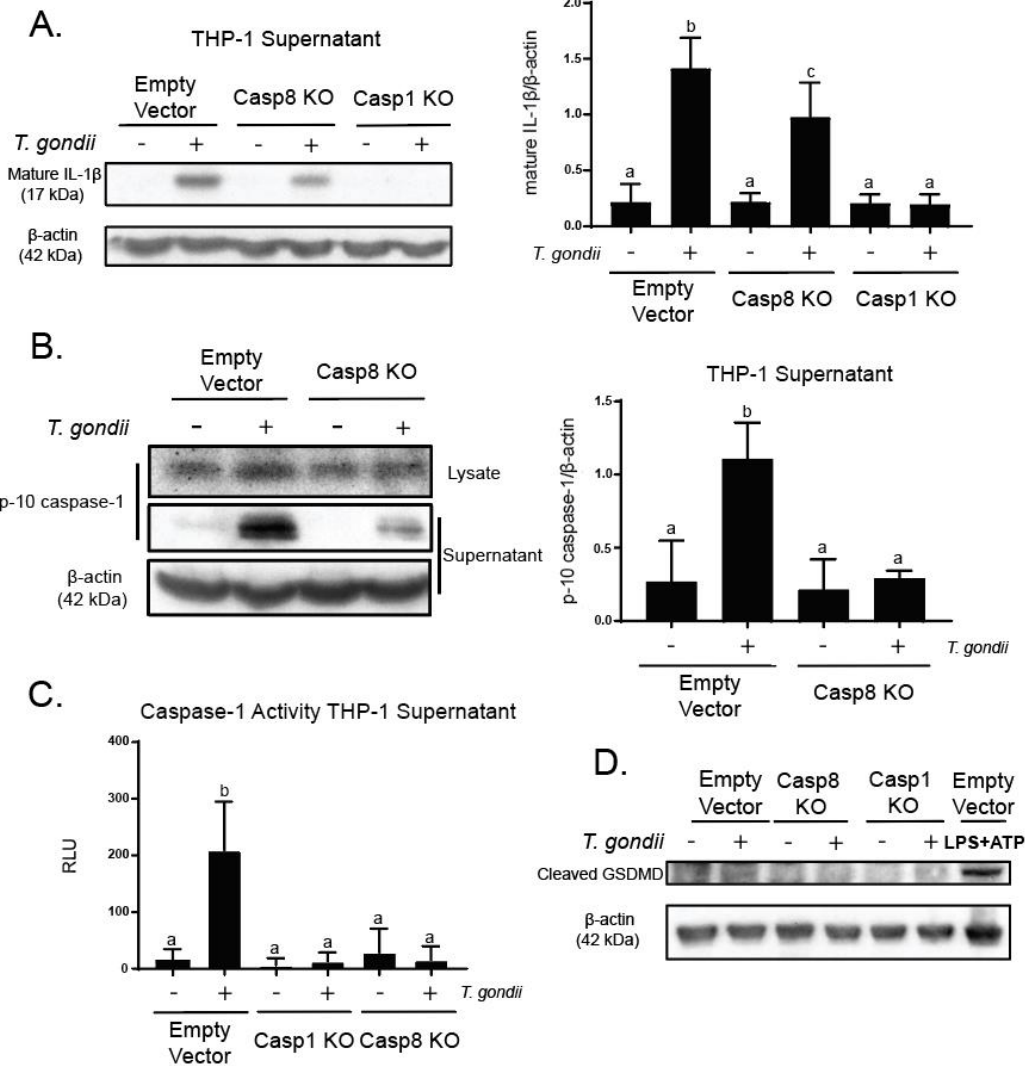 A.
THP-1 Supernatant
Empty
Vector
Casp8 KO
Casp1 KO
T. gondii - + - + - +
Mature IL-1β
(17 kDa)
β-actin
(42 kDa)
mature IL-1β/β-actin
2.0
1.5
1.0
0.5
0.0
a b a c a a
T. gondii - + - + - +
Empty
Vector
Casp8 KO
Casp1 KO
B.
Empty
Vector
Casp8 KO
T. gondii - + - +
p-10 caspase-1
Lysate
Supernatant
β-actin
(42 kDa)
THP-1 Supernatant
p-10 caspase-1/β-actin
1.5
1.0
0.5
0.0
a b a a
- + - + T. gondii
Empty
Vector
Casp8 KO
C.
Caspase-1 Activity THP-1 Supernatant
RLU
400
300
200
100
0
a b a a a a
- + - + - + T. gondii
Empty
Vector
Casp1 KO
Casp8 KO
D.
Empty
Vector
Casp8
KO
Casp1
KO
Empty
Vector
T. gondii - + - + - + LPS+ATP
Cleaved GSDMD
β-actin
(42 kDa)